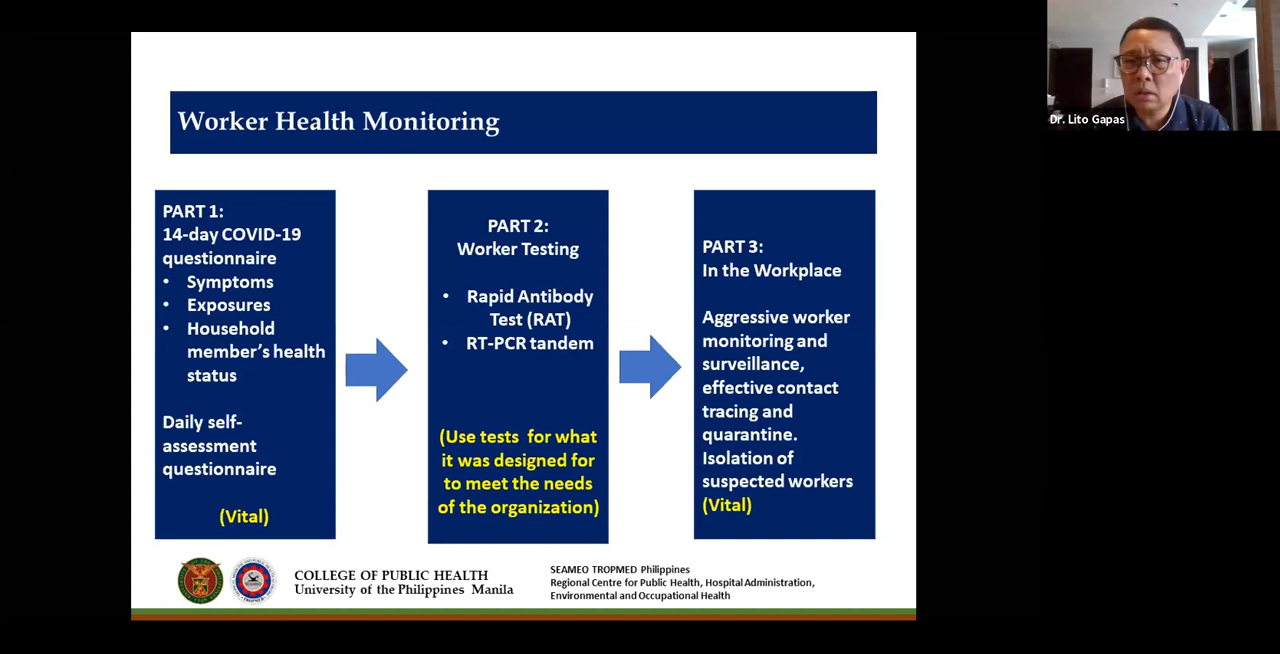 Worker Health Monitoring
PART 1:
14-day COVID-19
questionnaire
• Symptoms
• Exposures
• Household
member's health
status
Daily self-
assessment
questionnaire
(Vital)
PART 2:
Worker Testing
• Rapid Antibody
Test (RAT)
• RT-PCR tandem
(Use tests for what
it was designed for
to meet the needs
of the organization)
PART 3:
In the Workplace
Aggressive worker
monitoring and
surveillance,
effective contact
tracing and
quarantine.
Isolation of
suspected workers
(Vital)
COLLEGE OF PUBLIC HEALTH
University of the Philippines Manila
SEAMEO TROPMED Philippines
Regional Centre for Public Health, Hospital Administration,
Environmental and Occupational Health
Dr. Lito Gapas